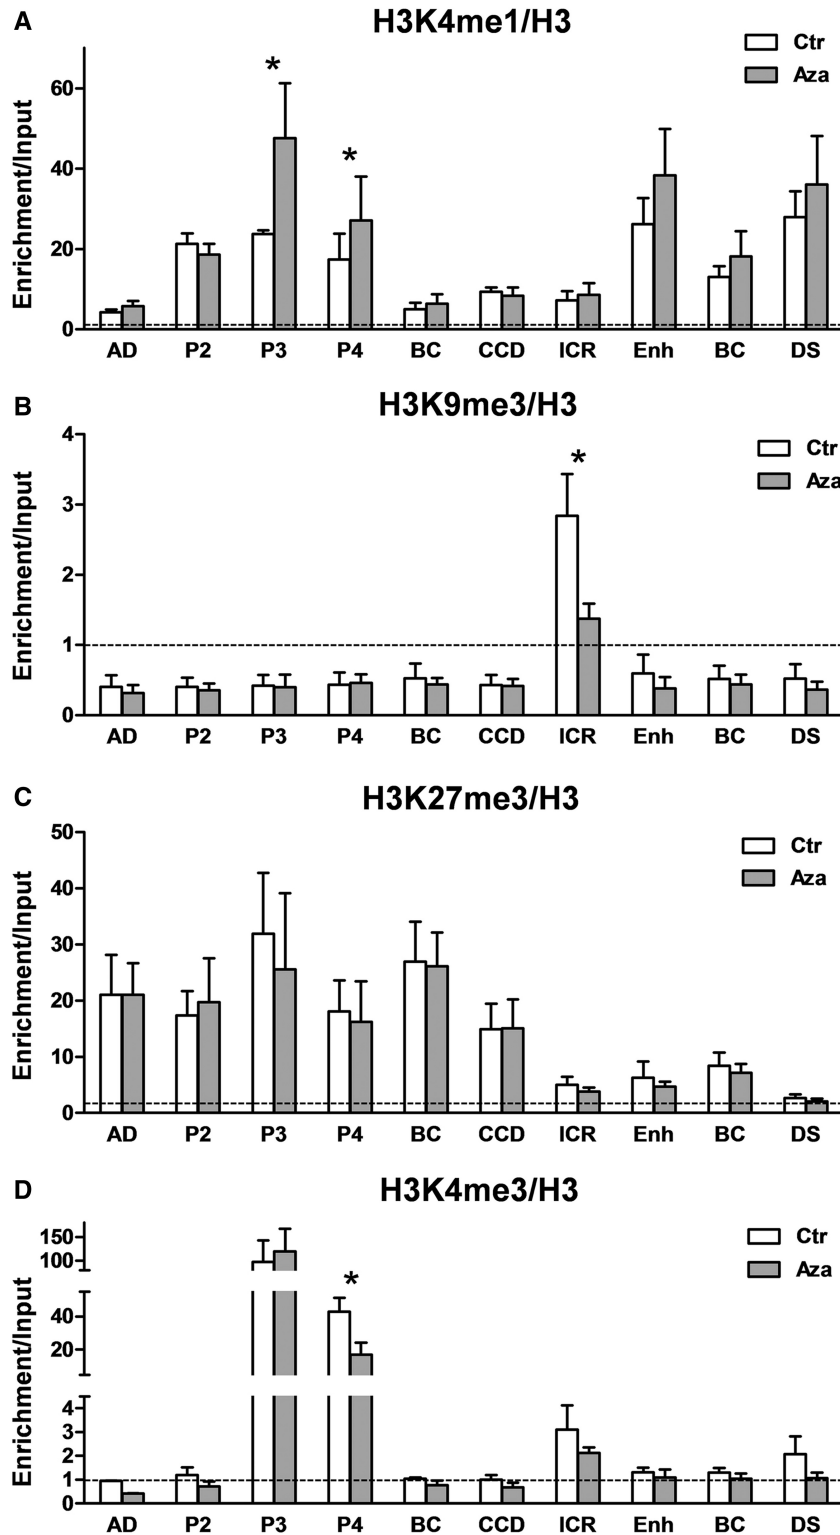 A
H3K4me1/H3
Ctr
Aza
Enrichment/Input
60
40
20
0
*
*
AD P2 P3 P4 BC CCD ICR Enh BC DS
B
H3K9me3/H3
Ctr
Aza
Enrichment/Input
4
3
2
1
0
*
AD P2 P3 P4 BC CCD ICR Enh BC DS
C
H3K27me3/H3
Ctr
Aza
Enrichment/Input
50
40
30
20
10
0
AD P2 P3 P4 BC CCD ICR Enh BC DS
D
H3K4me3/H3
Ctr
Aza
Enrichment/Input
150
100
40
20
4
3
2
1
0
*
AD P2 P3 P4 BC CCD ICR Enh BC DS